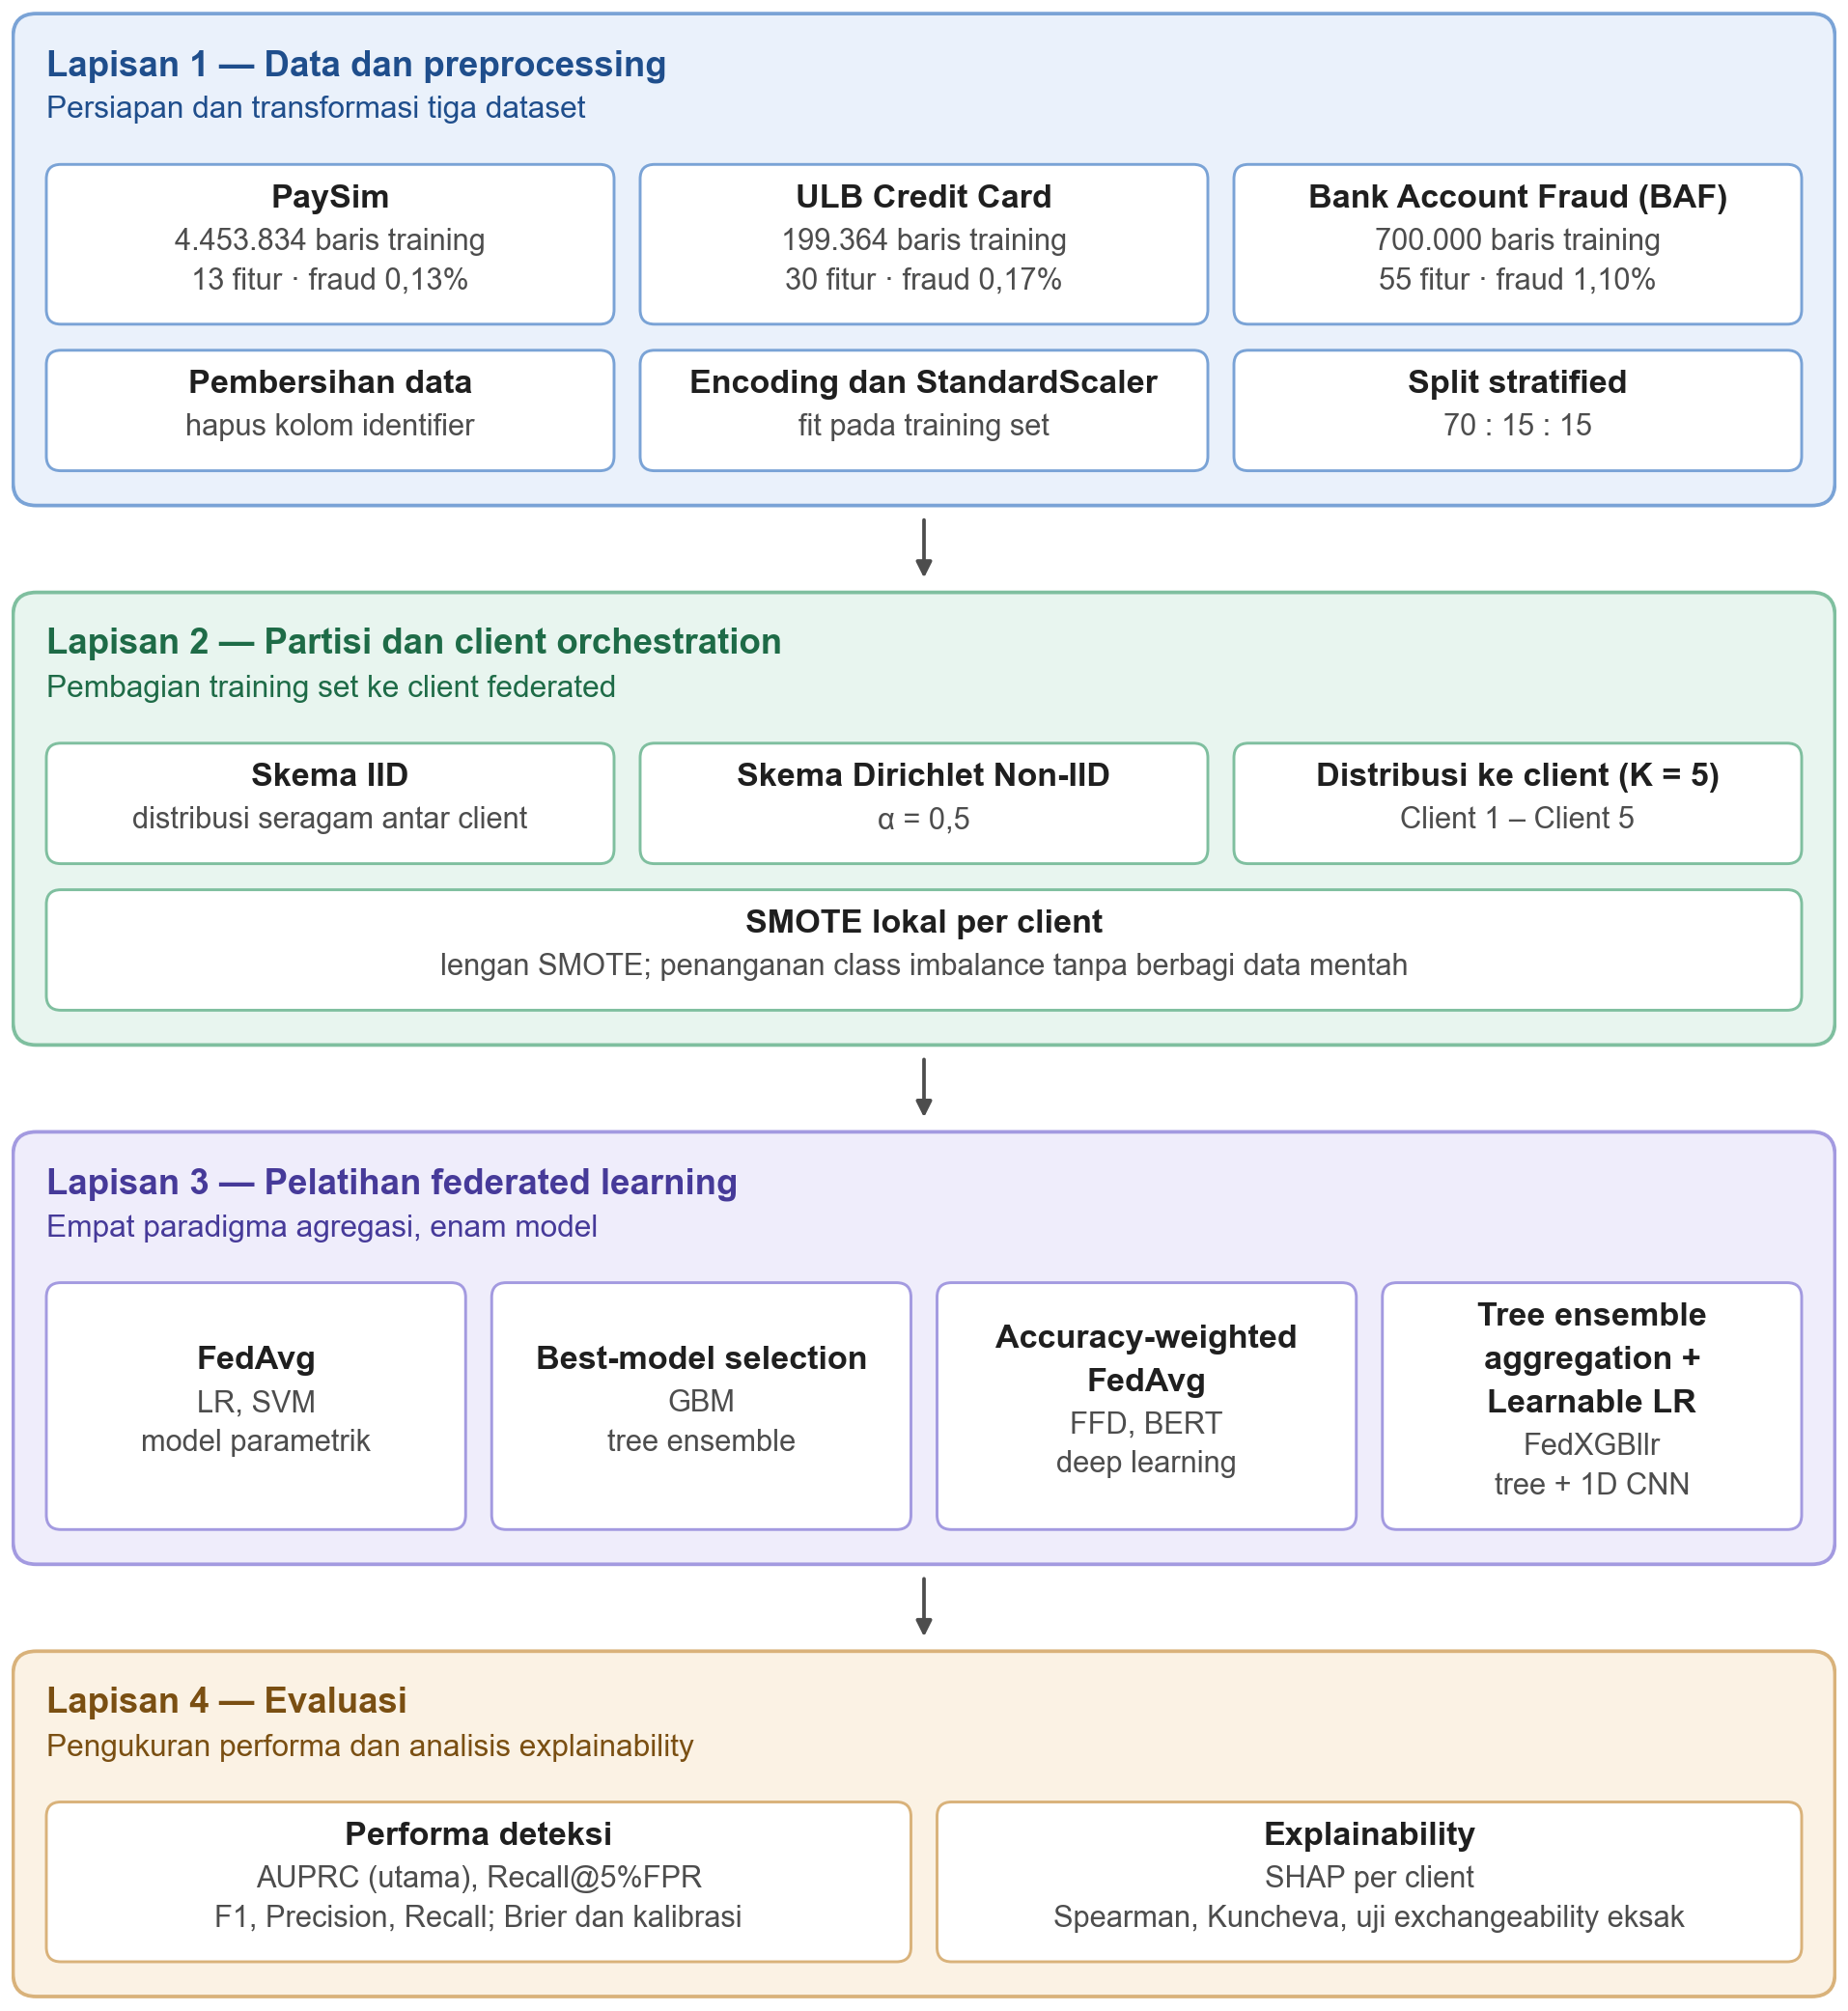 Lapisan 1 — Data dan preprocessing
Persiapan dan transformasi tiga dataset
PaySim
4.453.834 baris training
13 fitur · fraud 0,13%
ULB Credit Card
199.364 baris training
30 fitur · fraud 0,17%
Bank Account Fraud (BAF)
700.000 baris training
55 fitur · fraud 1,10%
Pembersihan data
hapus kolom identifier
Encoding dan StandardScaler
fit pada training set
Split stratified
70 : 15 : 15
Lapisan 2 — Partisi dan client orchestration
Pembagian training set ke client federated
Skema IID
distribusi seragam antar client
Skema Dirichlet Non-IID
α = 0,5
Distribusi ke client (K = 5)
Client 1 – Client 5
SMOTE lokal per client
lengan SMOTE; penanganan class imbalance tanpa berbagi data mentah
Lapisan 3 — Pelatihan federated learning
Empat paradigma agregasi, enam model
FedAvg
LR, SVM
model parametrik
Best-model selection
GBM
tree ensemble
Accuracy-weighted
FedAvg
FFD, BERT
deep learning
Tree ensemble
aggregation +
Learnable LR
FedXGBllr
tree + 1D CNN
Lapisan 4 — Evaluasi
Pengukuran performa dan analisis explainability
Performa deteksi
AUPRC (utama), Recall@5%FPR
F1, Precision, Recall; Brier dan kalibrasi
Explainability
SHAP per client
Spearman, Kuncheva, uji exchangeability eksak